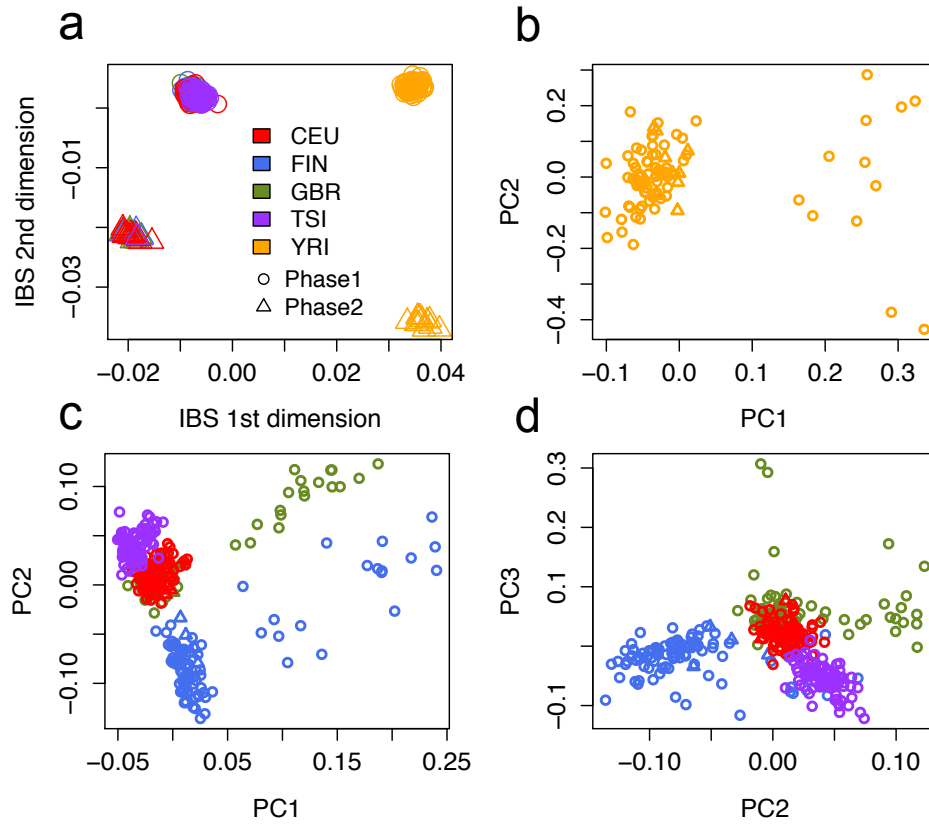 a
IBS 2nd dimension
−0.01
−0.03
CEU
FIN
GBR
TSI
YRI
Phase1
Phase2
−0.02
0.00
0.02
0.04
IBS 1st dimension
b
PC2
0.2
0.0
−0.2
−0.4
−0.1
0.0
0.1
0.2
0.3
PC1
c
PC2
0.10
0.00
−0.10
−0.05
0.05
0.15
0.25
PC1
d
PC3
0.3
0.2
0.1
−0.1
−0.10
0.00
0.10
PC2